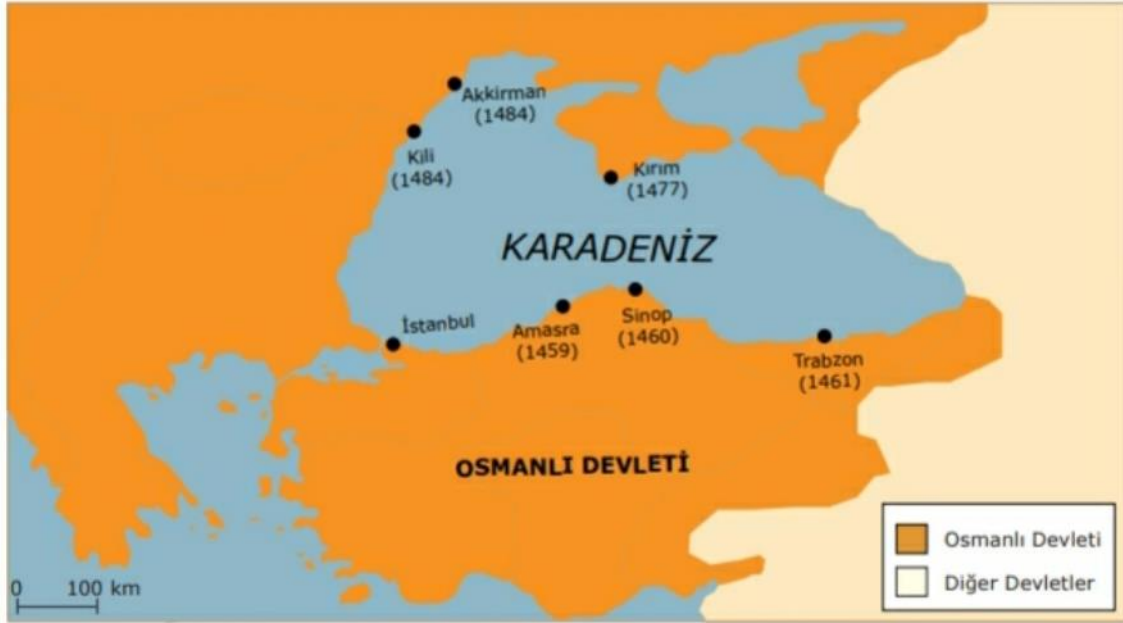 Akkirman
(1484)
Kili
(1484)
Kırım
(1477)
KARADENİZ
İstanbul
Amasra
(1459)
Sinop
(1460)
Trabzon
(1461)
OSMANLI DEVLETİ
0 100 km
Osmanlı Devleti
Diğer Devletler